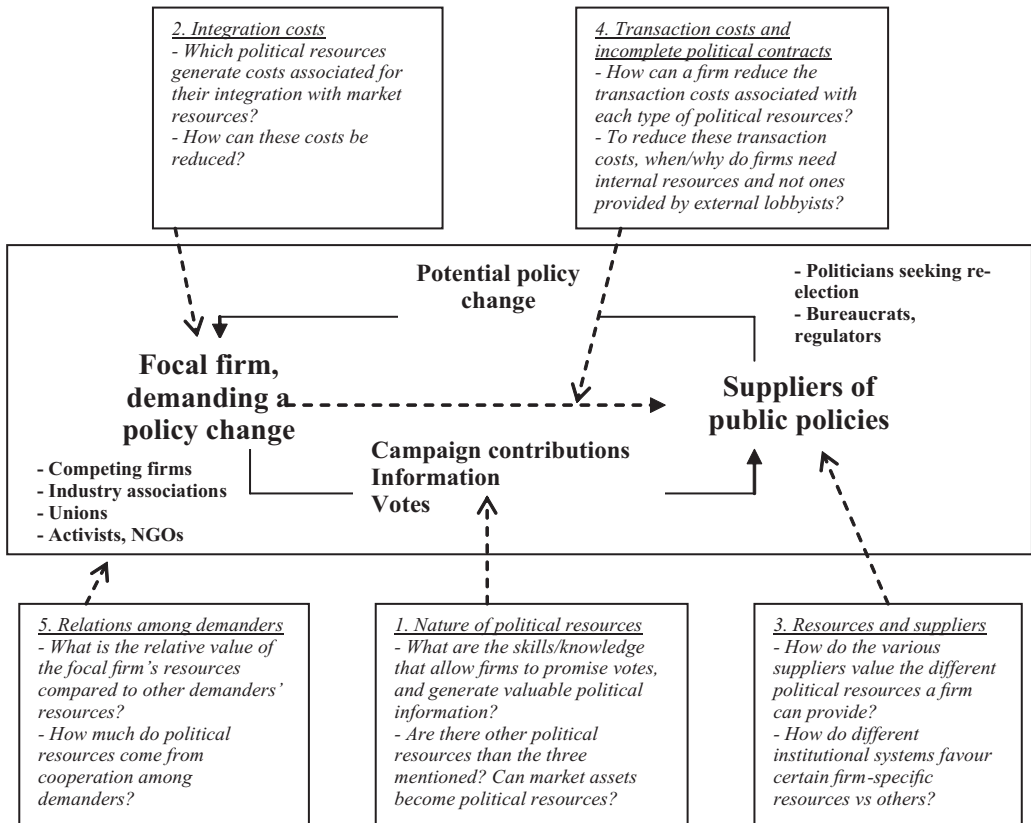 2. Integration costs
- Which political resources
generate costs associated for
their integration with market
resources?
- How can these costs be
reduced?
4. Transaction costs and
incomplete political contracts
- How can a firm reduce the
transaction costs associated with
each type of political resources?
- To reduce these transaction
costs, when/why do firms need
internal resources and not ones
provided by external lobbyists?
Potential policy
change
- Politicians seeking re-
election
- Bureaucrats,
regulators
Focal firm,
demanding a
policy change
Suppliers of
public policies
Campaign contributions
Information
Votes
- Competing firms
- Industry associations
- Unions
- Activists, NGOs
5. Relations among demanders
- What is the relative value of
the focal firm's resources
compared to other demanders'
resources?
- How much do political
resources come from
cooperation among
demanders?
1. Nature of political resources
- What are the skills/knowledge
that allow firms to promise votes,
and generate valuable political
information?
- Are there other political
resources than the three
mentioned? Can market assets
become political resources?
3. Resources and suppliers
- How do the various
suppliers value the different
political resources a firm
can provide?
- How do different
institutional systems favour
certain firm-specific
resources vs others?